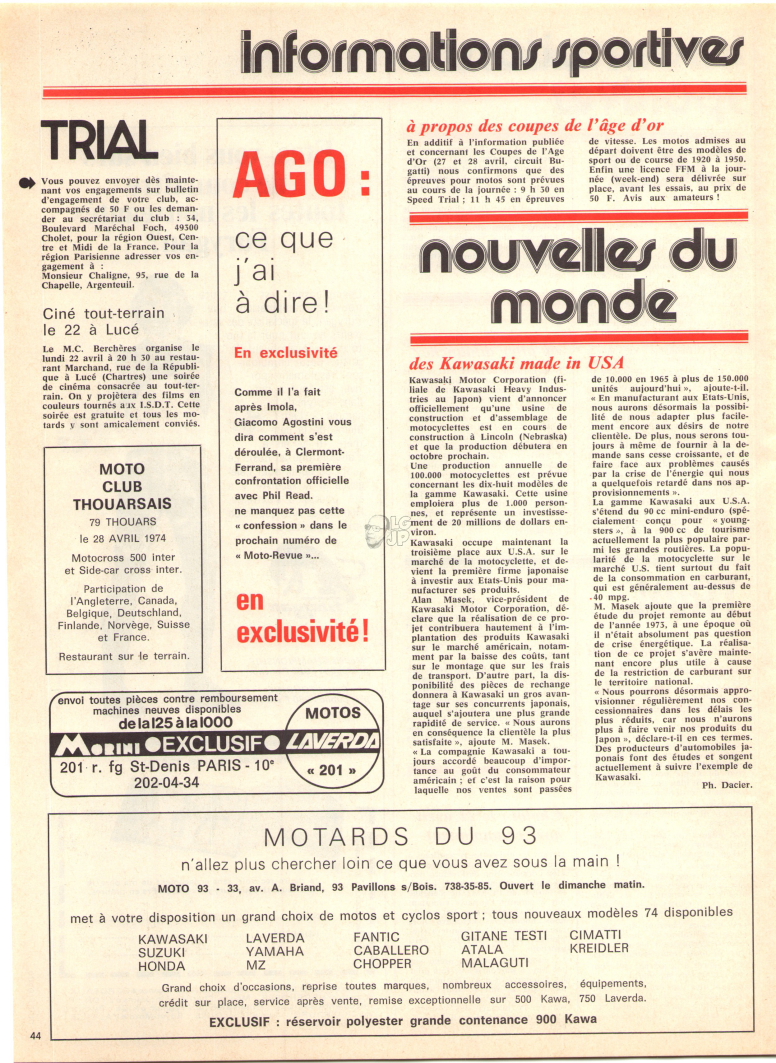 informations sportives
TRIAL
Vous pouvez envoyer dès mainte-
nant vos engagements sur bulletin
d'engagement de votre club, ac-
compagnés de 50 F ou les deman-
der au secrétariat du club : 34,
Boulevard Maréchal Foch, 49300
Cholet, pour la région Ouest, Cen-
tre et Midi de la France. Pour la
région Parisienne adresser vos en-
gagement à :
Monsieur Chaligne, 95, rue de la
Chapelle, Argenteuil.
Ciné tout-terrain
le 22 à Lucé
Le M.C. Berchères organise le
lundi 22 avril à 20 h 30 au restau-
rant Marchand, rue de la Républi-
que à Lucé (Chartres) une soirée
de cinéma consacrée au tout-ter-
rain. On y projètera des films en
couleurs tournés aux I.S.D.T. Cette
soirée est gratuite et tous les mo-
tards y sont amicalement conviés.
MOTO
CLUB
THOUARSAIS
79 THOUARS
le 28 AVRIL 1974
Motocross 500 inter
et Side-car cross inter.
Participation de
l'Angleterre, Canada,
Belgique, Deutschland,
Finlande, Norvège, Suisse
et France.
Restaurant sur le terrain.
AGO :
ce que
j'ai
à dire!
En exclusivité
Comme il l'a fait
après Imola,
Giacomo Agostini vous
dira comment s'est
déroulée, à Clermont-
Ferrand, sa première
confrontation officielle
avec Phil Read.
ne manquez pas cette
« confession » dans le
prochain numéro de
« Moto-Revue »...
en
exclusivité!
envoi toutes pièces contre remboursement
machines neuves disponibles
de la 125 à la 1000
MORINI ● EXCLUSIF ● LAVERDA
201 r. fg St-Denis PARIS - 10e
202-04-34
MOTOS
« 201 »
à propos des coupes de l'âge d'or
En additif à l'information publiée
et concernant les Coupes de l'Age
d'Or (27 et 28 avril, circuit Bu-
gatti) nous confirmons que des
épreuves pour motos sont prévues
au cours de la journée : 9 h 30 en
Speed Trial ; 11 h 45 en épreuves
de vitesse. Les motos admises au
départ doivent être des modèles de
sport ou de course de 1920 à 1950.
Enfin une licence FFM à la jour-
née (week-end) sera délivrée sur
place, avant les essais, au prix de
50 F. Avis aux amateurs !
nouvelles du
monde
des Kawasaki made in USA
Kawasaki Motor Corporation (fi-
liale de Kawasaki Heavy Indus-
tries au Japon) vient d'annoncer
officiellement qu'une usine de
construction et d'assemblage de
motocyclettes est en cours de
construction à Lincoln (Nebraska)
et que la production débutera en
octobre prochain.
Une production annuelle de
100.000 motocyclettes est prévue
concernant les dix-huit modèles de
la gamme Kawasaki. Cette usine
emploiera plus de 1.000 person-
nes, et représente un investisse-
ment de 20 millions de dollars en-
viron.
Kawasaki occupe maintenant la
troisième place aux U.S.A. sur le
marché de la motocyclette, et de-
vient la première firme japonaise
à investir aux Etats-Unis pour ma-
nufacturer ses produits.
Alan Masek, vice-président de
Kawasaki Motor Corporation, dé-
clare que la réalisation de ce pro-
jet contribuera hautement à l'im-
plantation des produits Kawasaki
sur le marché américain, notam-
ment par la baisse des coûts, tant
sur le montage que sur les frais
de transport. D'autre part, la dis-
ponibilité des pièces de rechange
donnera à Kawasaki un gros avan-
tage sur ses concurrents japonais,
auquel s'ajoutera une plus grande
rapidité de service. « Nous aurons
en conséquence la clientèle la plus
satisfaite », ajoute M. Masek.
« La compagnie Kawasaki a tou-
jours accordé beaucoup d'impor-
tance au goût du consommateur
américain ; et c'est la raison pour
laquelle nos ventes sont passées
de 10.000 en 1965 à plus de 150.000
unités aujourd'hui », ajoute-t-il.
« En manufacturant aux Etats-Unis,
nous aurons désormais la possibi-
lité de nous adapter plus facile-
ment encore aux désirs de notre
clientèle. De plus, nous serons tou-
jours à même de fournir à la de-
mande sans cesse croissante, et de
faire face aux problèmes causés
par la crise de l'énergie qui nous
a quelquefois retardé dans nos ap-
provisionnements ».
La gamme Kawasaki aux U.S.A.
s'étend du 90 cc mini-enduro (spé-
cialement conçu pour « young-
sters », à la 900 cc de tourisme
actuellement la plus populaire par-
mi les grandes routières. La popu-
larité de la motocyclette sur le
marché U.S. tient surtout du fait
de la consommation en carburant,
qui est généralement au-dessus de
40 mpg.
M. Masek ajoute que la première
étude du projet remonte au début
de l'année 1973, à une époque où
il n'était absolument pas question
de crise énergétique. La réalisa-
tion de ce projet s'avère mainte-
nant encore plus utile à cause
de la restriction de carburant sur
le territoire national.
« Nous pourrons désormais appro-
visionner régulièrement nos con-
cessionnaires dans les délais les
plus réduits, car nous n'aurons
plus à faire venir nos produits du
Japon », déclare-t-il en ces termes.
Des producteurs d'automobiles ja-
ponais font des études et songent
actuellement à suivre l'exemple de
Kawasaki.
Ph. Dacier.
MOTARDS DU 93
n'allez plus chercher loin ce que vous avez sous la main !
MOTO 93 - 33, av. A. Briand, 93 Pavillons s/Bois. 738-35-85. Ouvert le dimanche matin.
met à votre disposition un grand choix de motos et cyclos sport ; tous nouveaux modèles 74 disponibles
KAWASAKI LAVERDA FANTIC GITANE TESTI CIMATTI
SUZUKI YAMAHA CABALLERO ATALA KREIDLER
HONDA MZ CHOPPER MALAGUTI
Grand choix d'occasions, reprise toutes marques, nombreux accessoires, équipements,
crédit sur place, service après vente, remise exceptionnelle sur 500 Kawa, 750 Laverda.
EXCLUSIF : réservoir polyester grande contenance 900 Kawa
44